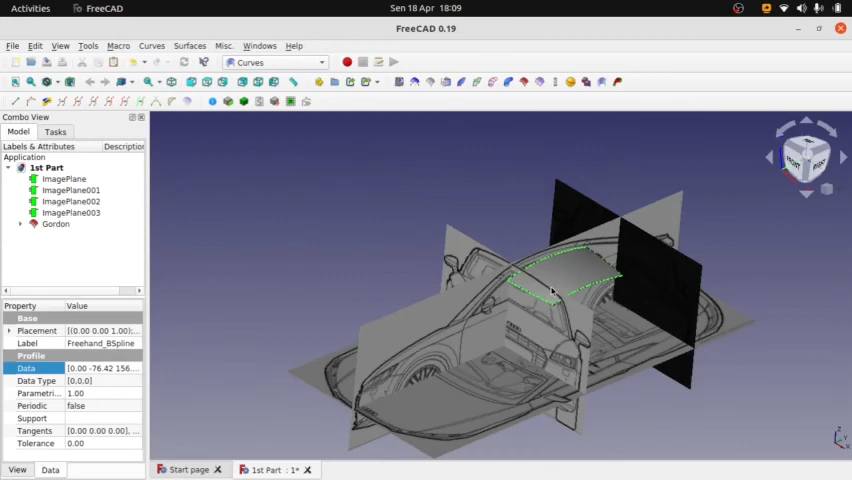 Activities
FreeCAD
Sen 18 Apr 18:09
FreeCAD 0.19
File Edit View Tools Macro Curves Surfaces Misc. Windows Help
Curves
Combo View
Model Tasks
Labels & Attributes Description
Application
1st Part
ImagePlane
ImagePlane001
ImagePlane002
ImagePlane003
Gordon
Property Value
Base
Placement [(0.00 0.00 1.00);...
Label Freehand_BSpline
Profile
Data [0.00 -76.42 156....
Data Type [0,0,0]
Parametri... 1.00
Periodic false
Support
Tangents [0.00 0.00 0.00], ...
Tolerance 0.00
View Data
Start page
1st Part : 1*
FRONT
RIGHT
Z
Y
X